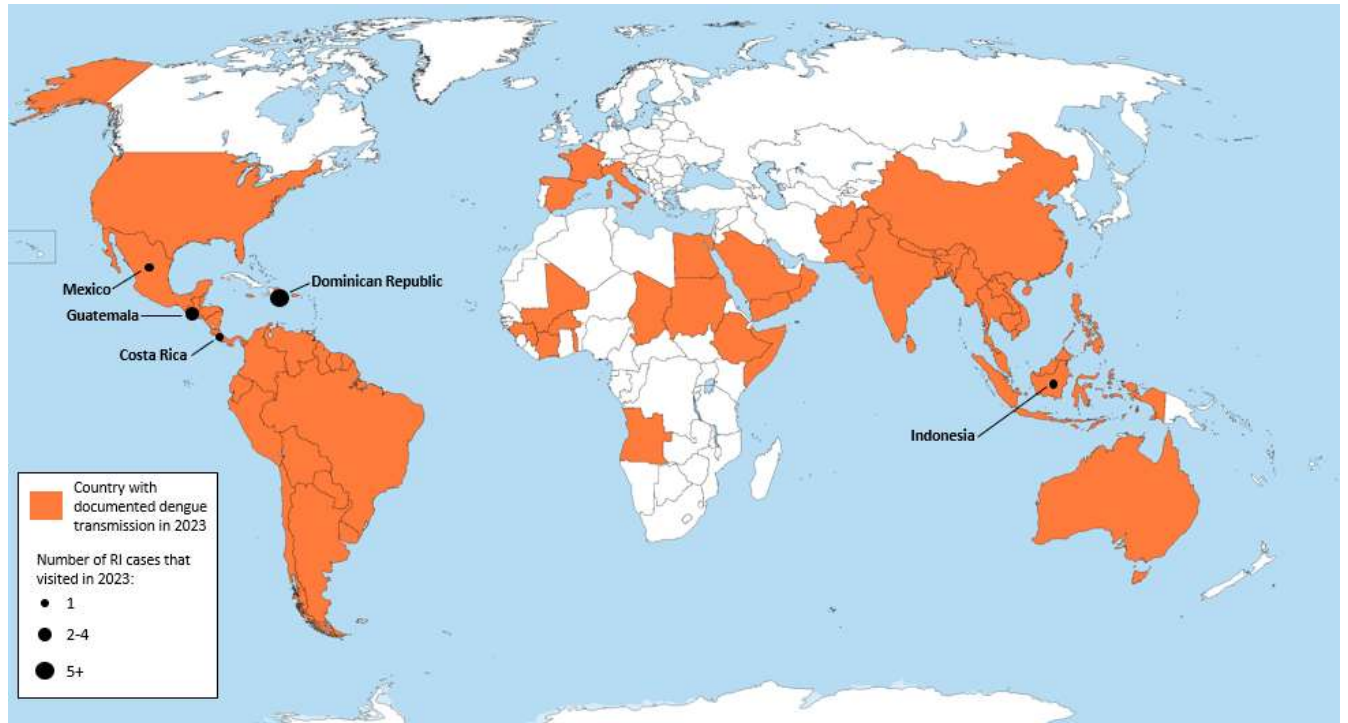 Mexico
Dominican Republic
Guatemala
Costa Rica
Indonesia
Country with
documented dengue
transmission in 2023
Number of RI cases that
visited in 2023:
1
2-4
5+